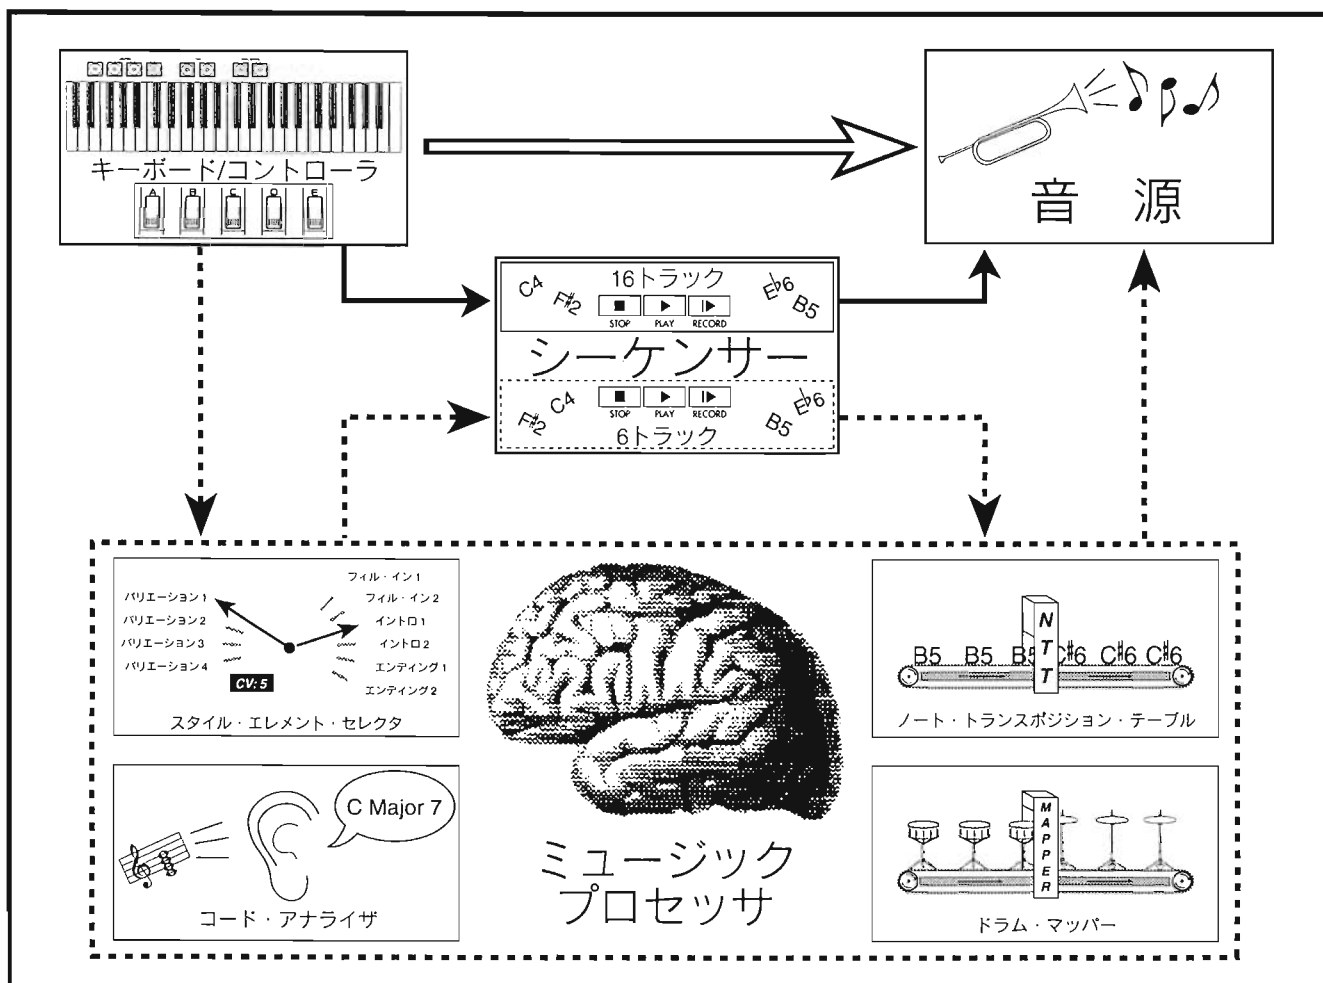 キーボード/コントローラ
A B C D E
音 源
16トラック
C4
F#2
E♭6
B5
STOP PLAY RECORD
シーケンサー
F#2
C4
STOP PLAY RECORD
B5
E♭6
6トラック
バリエーション1
バリエーション2
バリエーション3
バリエーション4
フィル・イン1
フィル・イン2
イントロ1
イントロ2
エンディング1
エンディング2
CV: 5
スタイル・エレメント・セレクタ
C Major 7
コード・アナライザ
ミュージック
プロセッサ
NTT
B5 B5 B5 C#6 C#6 C#6
ノート・トランスポジション・テーブル
MAPPER
ドラム・マッパー